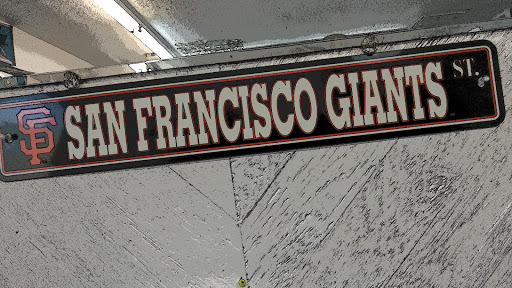 SF SAN FRANCISCO GIANTS ST.